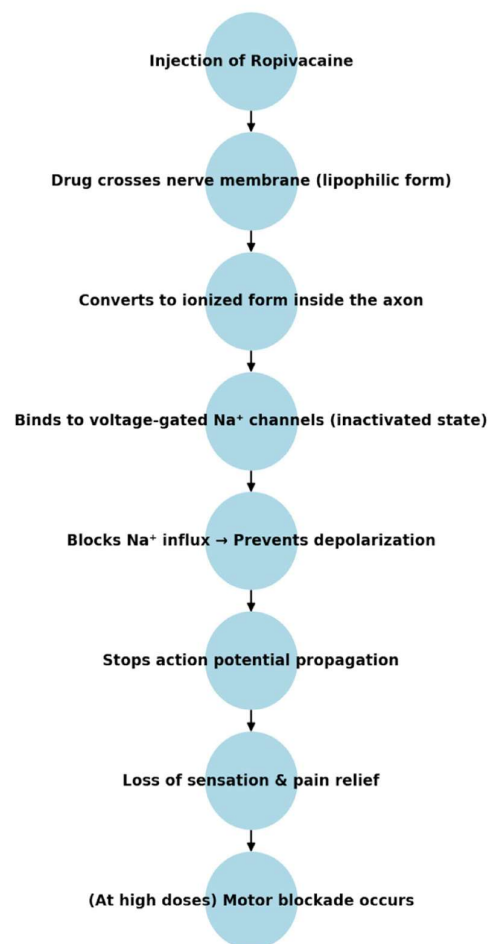 Injection of Ropivacaine
Drug crosses nerve membrane (lipophilic form)
Converts to ionized form inside the axon
Binds to voltage-gated Na⁺ channels (inactivated state)
Blocks Na⁺ influx → Prevents depolarization
Stops action potential propagation
Loss of sensation & pain relief
(At high doses) Motor blockade occurs